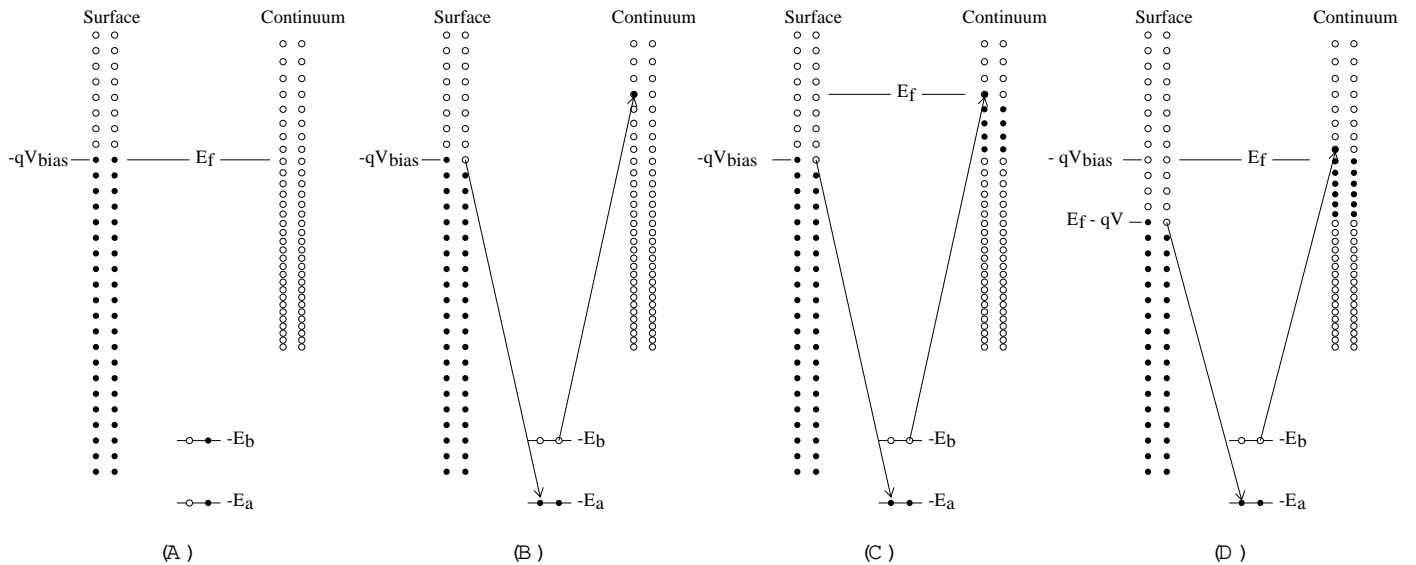 Surface Continuum
-qVbias Ef
-Eb
-Ea
(A)
Surface Continuum
-qVbias
-Eb
-Ea
(B)
Surface Continuum
Ef
-qVbias
-Eb
-Ea
(C)
Surface Continuum
- qVbias Ef
Ef - qV
-Eb
-Ea
(D)